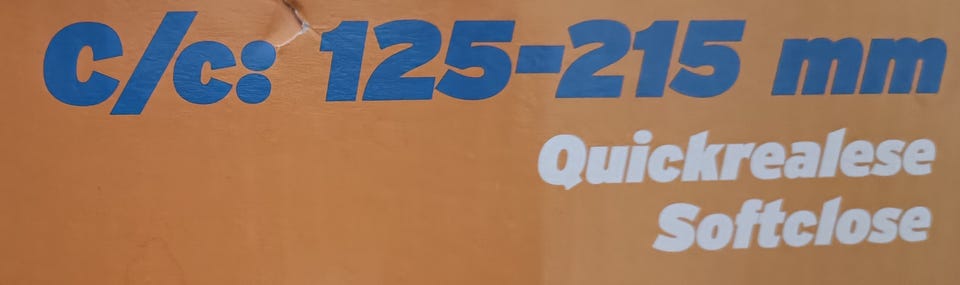 C/c: 125-215 mm
Quickrealese
Softclose